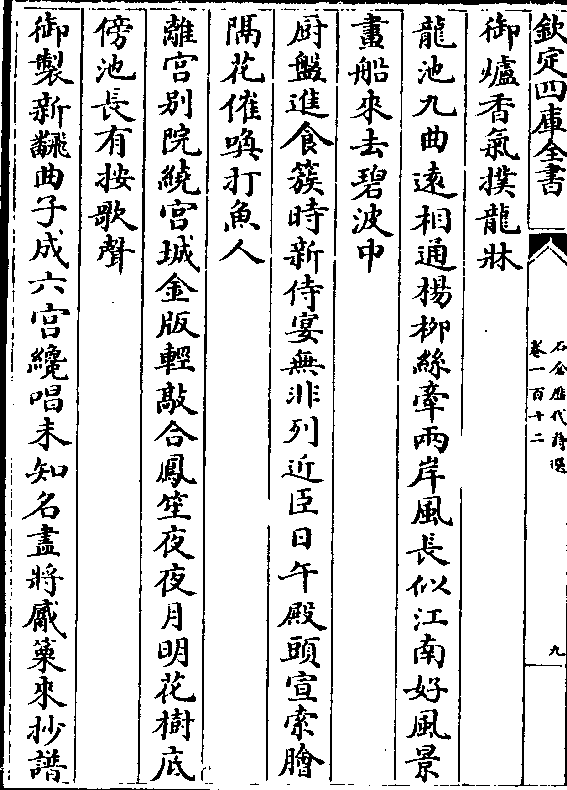 欽定四庫全書
石倉歷代詩選
卷一百十二
九
御爐香氣撲龍牀
龍池九曲遠相通楊柳絲牽兩岸風長似江南好風景
畫船來去碧波中
厨盤進食簇時新侍宴無非列近臣日午殿頭宣索膾
隔花催喚打魚人
離宮别院繞宮城金版輕敲合鳳笙夜夜月明花樹底
傍池長有按歌聲
御製新飜曲子成六宮纔唱未知名盡將觱篥來抄譜